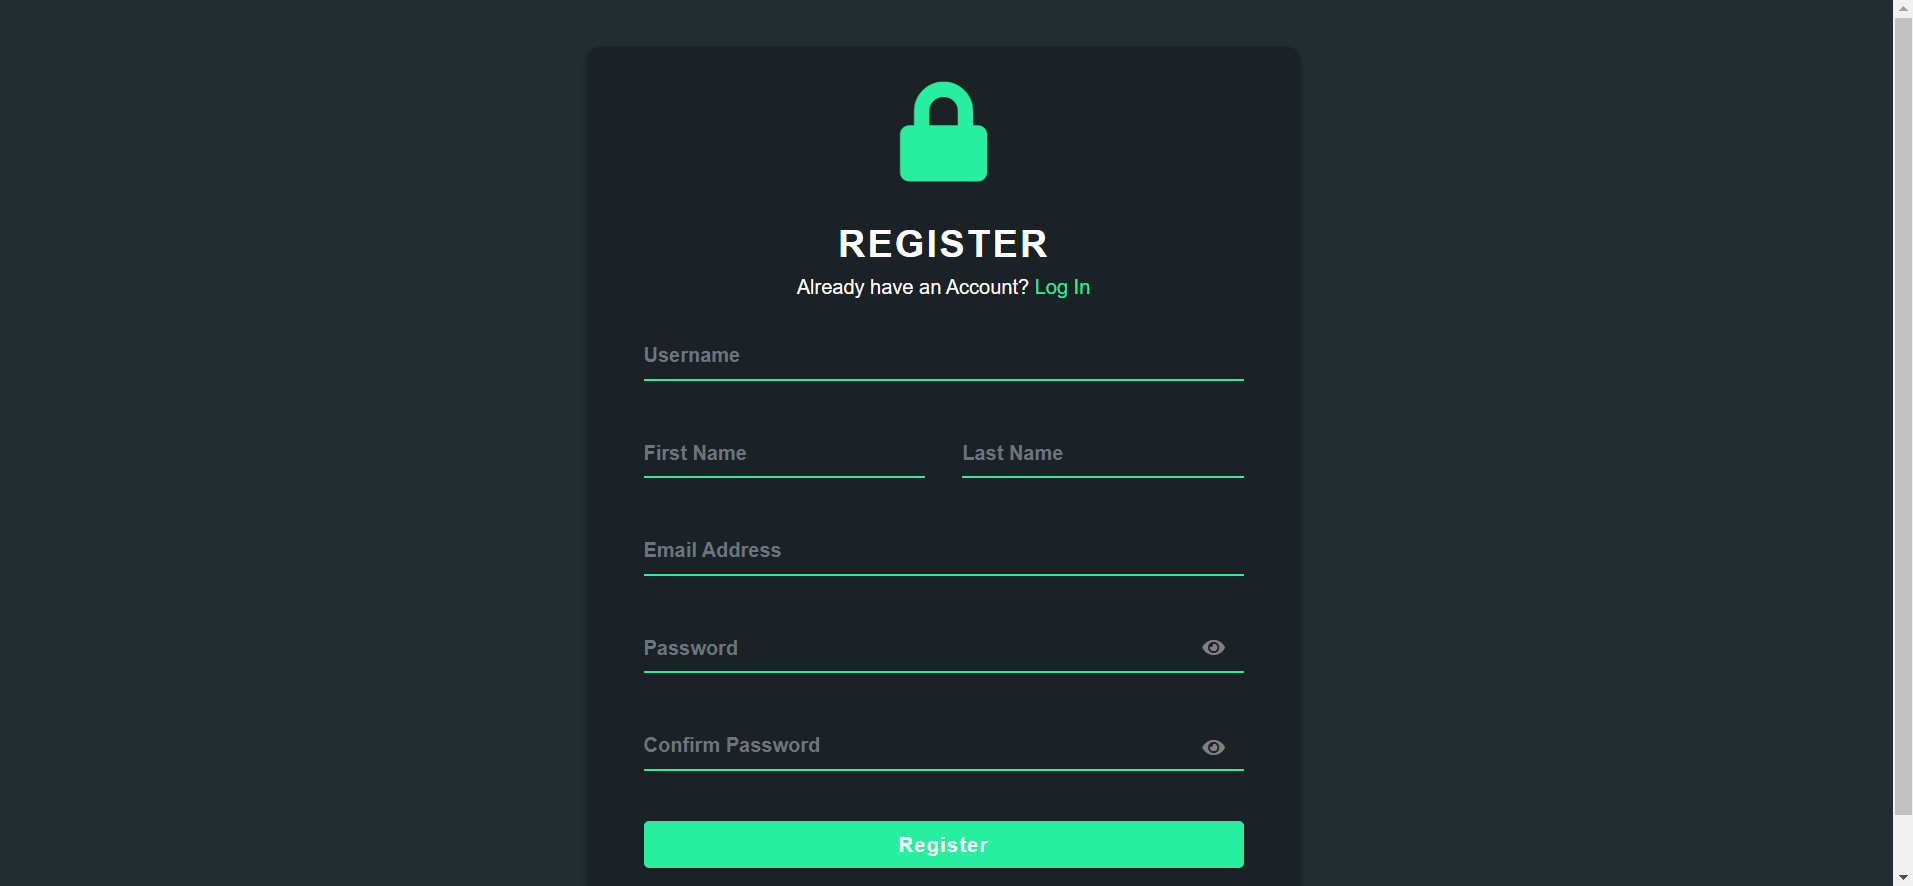 REGISTER
Already have an Account? Log In
Username
First Name Last Name
Email Address
Password
Confirm Password
Register